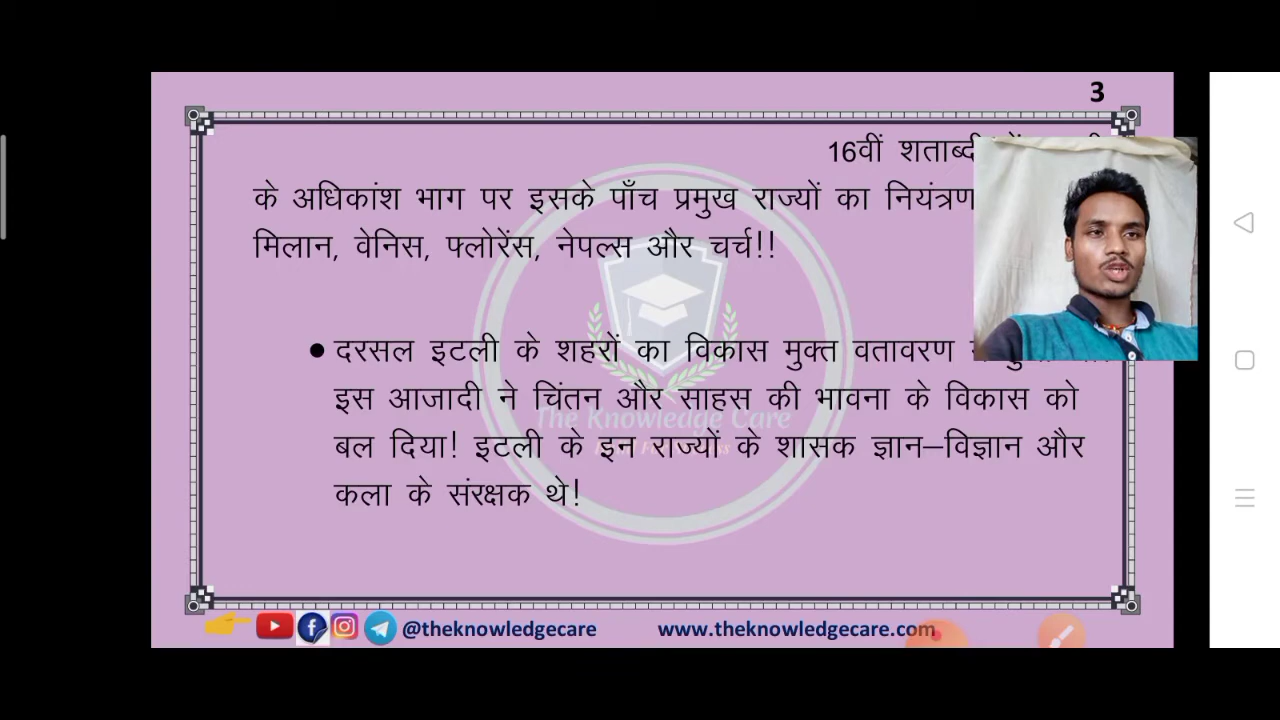 3
16वीं शताब्दी
के अधिकांश भाग पर इसके पाँच प्रमुख राज्यों का नियंत्रण
मिलान, वेनिस, फ्लोरेंस, नेपल्स और चर्च!!
● दरसल इटली के शहरों का विकास मुक्त वतावरण
इस आजादी ने चिंतन और साहस की भावना के विकास को
बल दिया! इटली के इन राज्यों के शासक ज्ञान–विज्ञान और
कला के संरक्षक थे!
The Knowledge Care
@theknowledgecare www.theknowledgecare.com